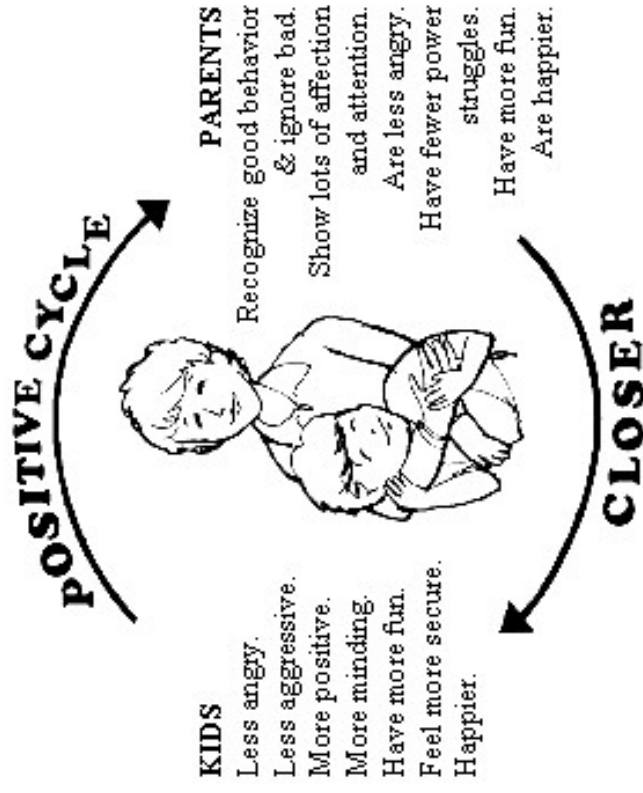 POSITIVE CYCLE
KIDS
Less angry.
Less aggressive.
More positive.
More minding.
Have more fun.
Feel more secure.
Happier.
PARENTS
Recognize good behavior
& ignore bad.
Show lots of affection
and attention.
Are less angry.
Have fewer power
struggles.
Have more fun.
Are happier.
CLOSER